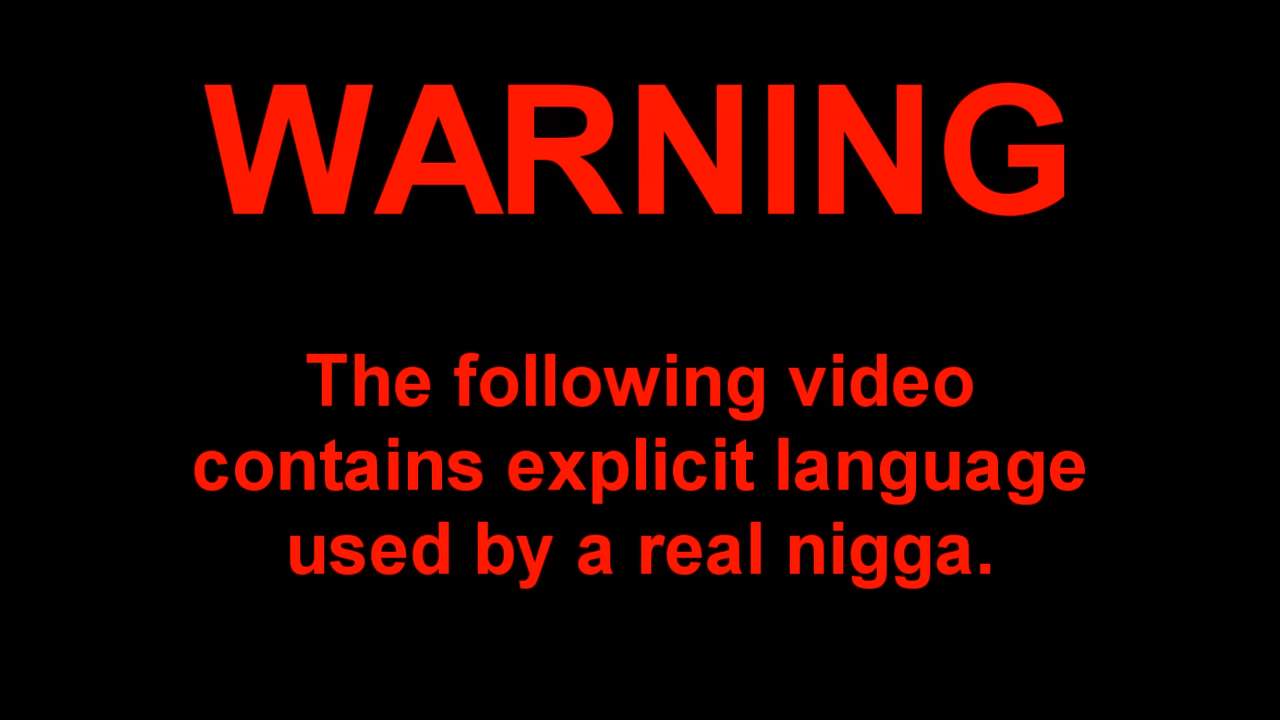 WARNING
The following video
contains explicit language
used by a real nigga.